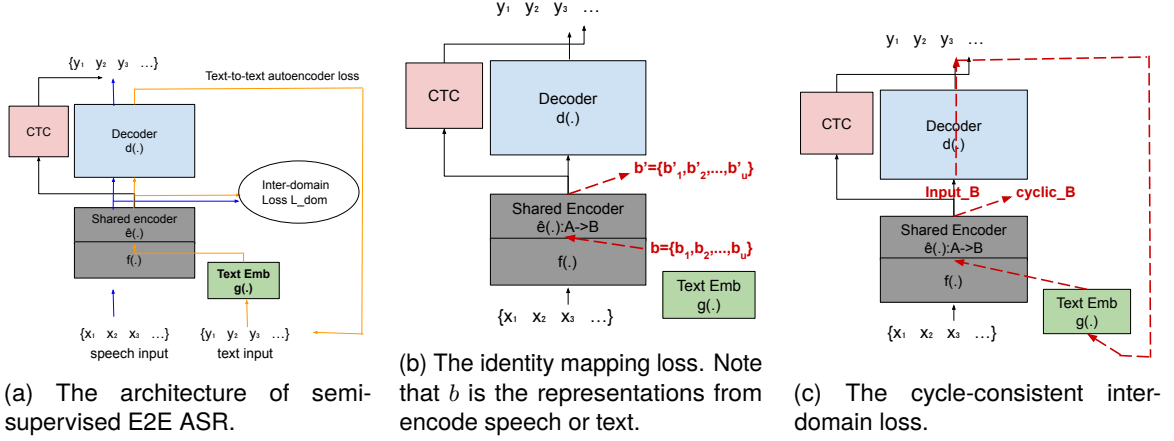 {y₁ y₂ y₃ ...}
Text-to-text autoencoder loss
CTC
Decoder
d(.)
Inter-domain
Loss L_dom
Shared encoder
ê(.)
f(.)
Text Emb
g(.)
{x₁ x₂ x₃ ...}
speech input
{y₁ y₂ y₃ ...}
text input
(a) The architecture of semi-
supervised E2E ASR.
y₁ y₂ y₃ ...
CTC
Decoder
d(.)
b'={b'₁,b'₂,...,b'ᵤ}
Shared Encoder
ê(.):A->B
b={b₁,b₂,...,bᵤ}
f(.)
Text Emb
g(.)
{x₁ x₂ x₃ ...}
(b) The identity mapping loss. Note
that b is the representations from
encode speech or text.
y₁ y₂ y₃ ...
CTC
Decoder
d(.)
Input_B
cyclic_B
Shared Encoder
ê(.):A->B
f(.)
Text Emb
g(.)
{x₁ x₂ x₃ ...}
(c) The cycle-consistent inter-
domain loss.